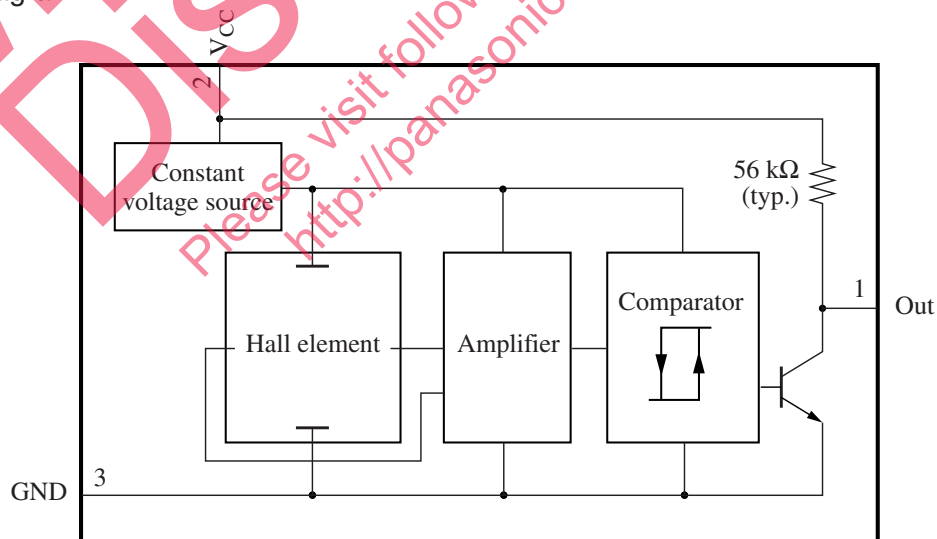 Dis
Please visit follow
http://panasonic
VCC
2
Constant
voltage source
56 kΩ
(typ.)
Hall element
Amplifier
Comparator
1
Out
GND
3